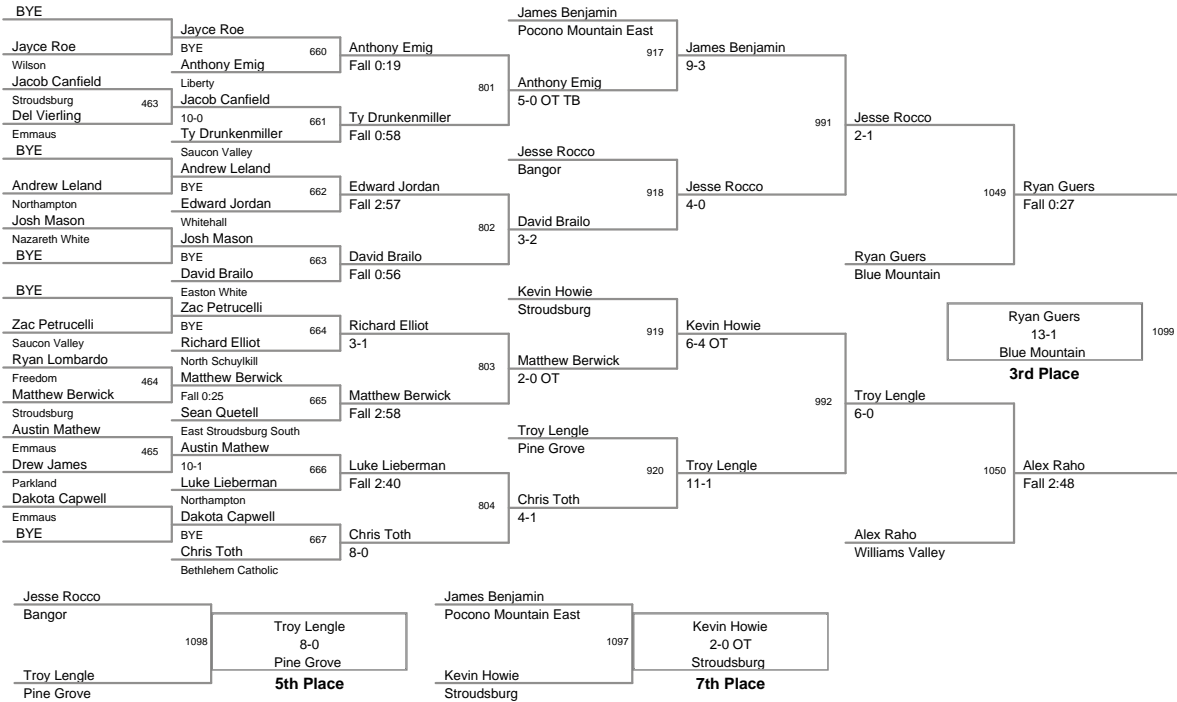 BYE
Jayce Roe
Wilson
Jacob Canfield
Stroudsburg
463
Del Vierling
Emmaus
BYE
Andrew Leland
Northampton
Josh Mason
Nazareth White
BYE
BYE
Zac Petrucelli
Saucon Valley
Ryan Lombardo
Freedom
464
Matthew Berwick
Stroudsburg
Austin Mathew
Emmaus
465
Drew James
Parkland
Dakota Capwell
Emmaus
BYE
Jayce Roe
BYE
660
Anthony Emig
Liberty
Jacob Canfield
10-0
661
Ty Drunkenmiller
Saucon Valley
Andrew Leland
BYE
662
Edward Jordan
Whitehall
Josh Mason
BYE
663
David Brailo
Easton White
Zac Petrucelli
BYE
664
Richard Elliot
North Schuylkill
Matthew Berwick
Fall 0:25
665
Sean Quetell
East Stroudsburg South
Austin Mathew
10-1
666
Luke Lieberman
Northampton
Dakota Capwell
BYE
667
Chris Toth
Bethlehem Catholic
Anthony Emig
Fall 0:19
801
Ty Drunkenmiller
Fall 0:58
Edward Jordan
Fall 2:57
802
David Brailo
Fall 0:56
Richard Elliot
3-1
803
Matthew Berwick
Fall 2:58
Luke Lieberman
Fall 2:40
804
Chris Toth
8-0
James Benjamin
Pocono Mountain East
917
Anthony Emig
5-0 OT TB
Jesse Rocco
Bangor
918
David Brailo
3-2
Kevin Howie
Stroudsburg
919
Matthew Berwick
2-0 OT
Troy Lengle
Pine Grove
920
Chris Toth
4-1
James Benjamin
9-3
991
Jesse Rocco
4-0
Kevin Howie
6-4 OT
992
Troy Lengle
11-1
Jesse Rocco
2-1
1049
Ryan Guers
Blue Mountain
Troy Lengle
6-0
1050
Alex Raho
Williams Valley
Ryan Guers
Fall 0:27
Ryan Guers
13-1
Blue Mountain
1099
3rd Place
Alex Raho
Fall 2:48
Jesse Rocco
Bangor
1098
Troy Lengle
Pine Grove
Troy Lengle
8-0
Pine Grove
5th Place
James Benjamin
Pocono Mountain East
1097
Kevin Howie
Stroudsburg
Kevin Howie
2-0 OT
Stroudsburg
7th Place